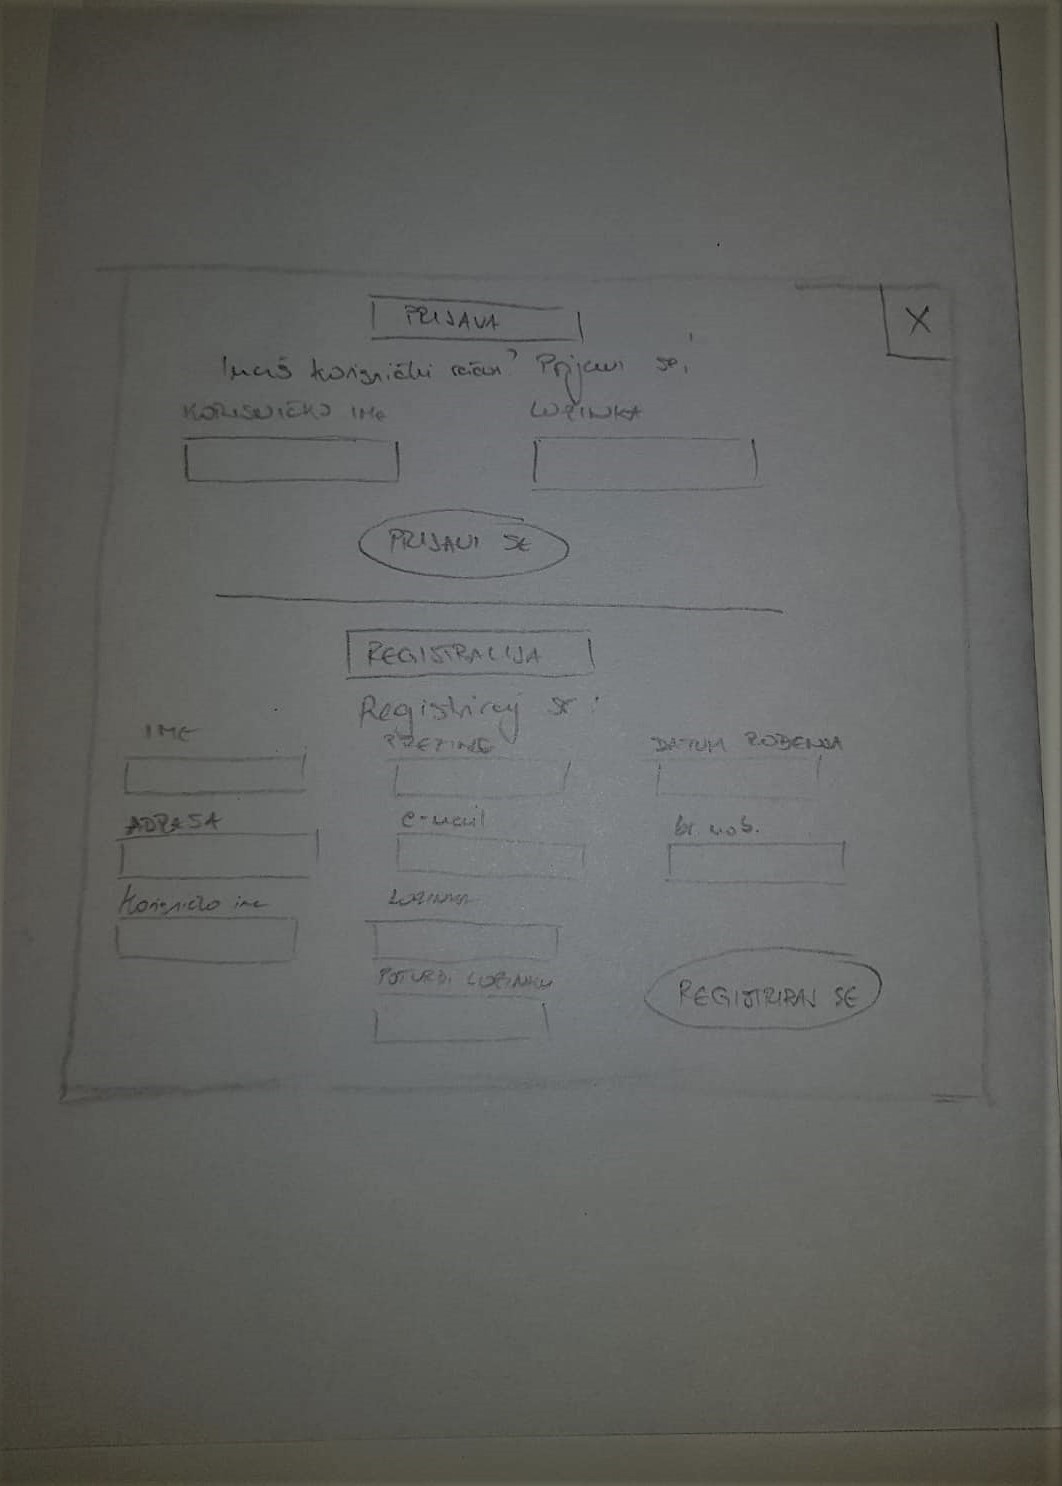 PRIJAVA
X
Imaš korisnički račun? Prijavi se!
KORISNIČKO IME LOZINKA
PRIJAVI SE
REGISTRACIJA
Registriraj se!
IME PREZIME DATUM ROĐENJA
ADRESA e-mail br. mob.
Korisničko ime LOZINKA
POTVRDI LOZINKU
REGISTRIRAJ SE